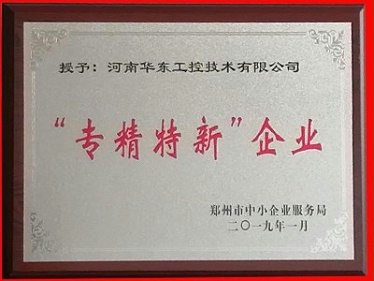 授予：河南华东工控技术有限公司
“专精特新”企业
郑州市中小企业服务局
二〇一九年一月